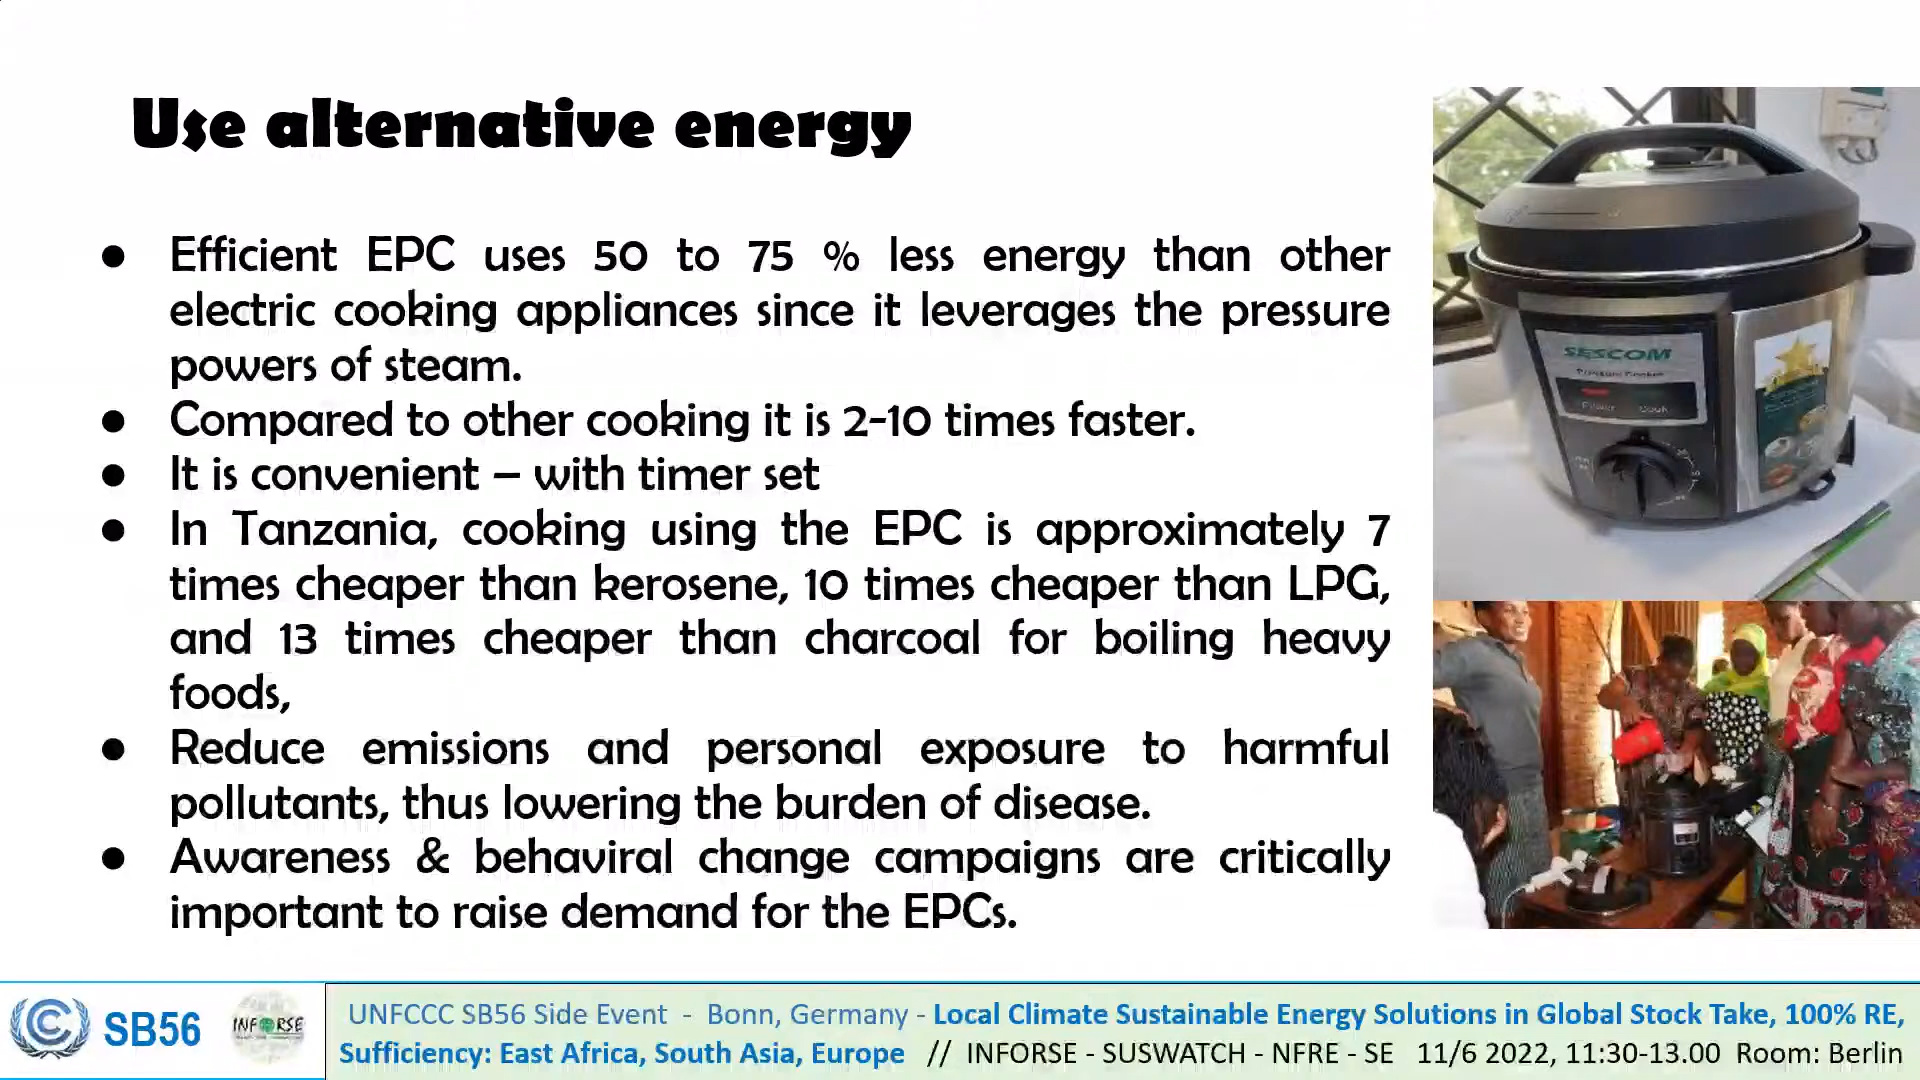 Use alternative energy
● Efficient EPC uses 50 to 75 % less energy than other
electric cooking appliances since it leverages the pressure
powers of steam.
● Compared to other cooking it is 2-10 times faster.
● It is convenient – with timer set
● In Tanzania, cooking using the EPC is approximately 7
times cheaper than kerosene, 10 times cheaper than LPG,
and 13 times cheaper than charcoal for boiling heavy
foods,
● Reduce emissions and personal exposure to harmful
pollutants, thus lowering the burden of disease.
● Awareness & behaviral change campaigns are critically
important to raise demand for the EPCs.
SESCOM
Pressure Cooker
Power Cook
SB56
INFORSE
UNFCCC SB56 Side Event - Bonn, Germany - Local Climate Sustainable Energy Solutions in Global Stock Take, 100% RE,
Sufficiency: East Africa, South Asia, Europe // INFORSE - SUSWATCH - NFRE - SE 11/6 2022, 11:30-13.00 Room: Berlin